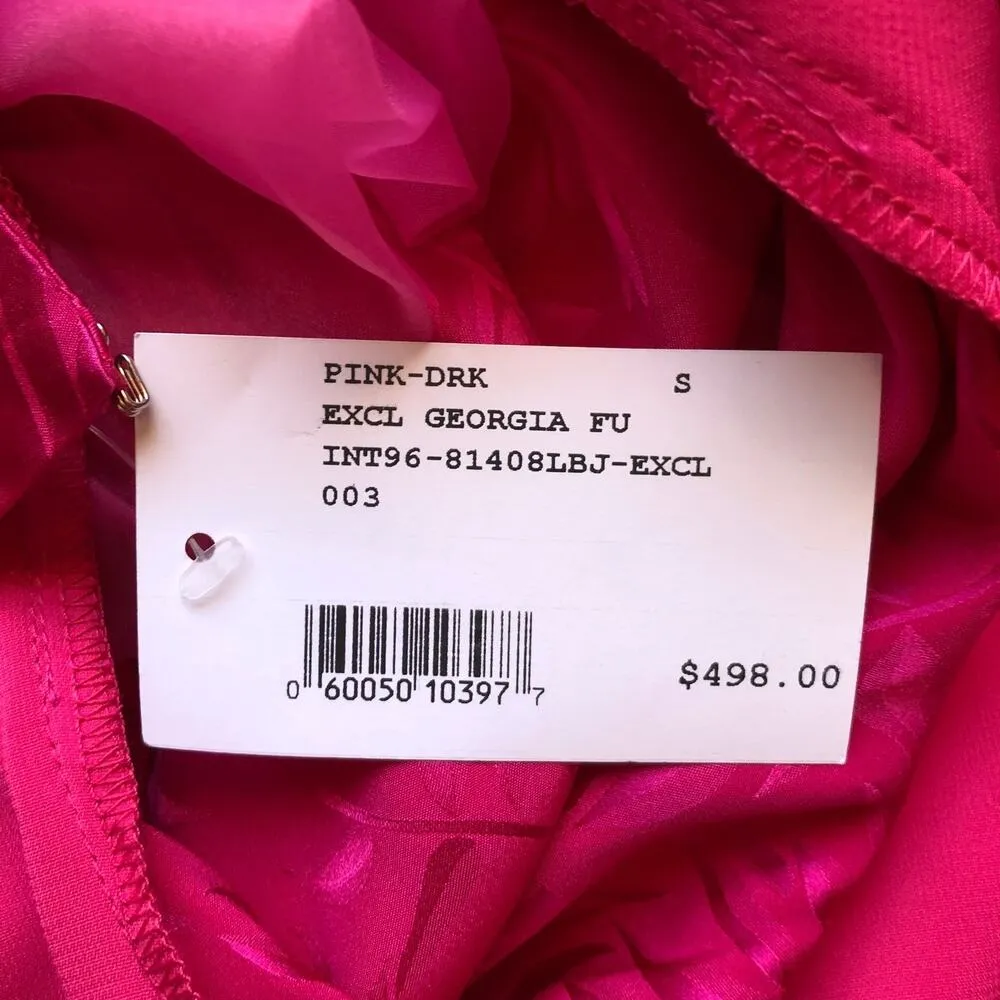 PINK-DRK S
EXCL GEORGIA FU
INT96-81408LBJ-EXCL
003
0 60050 10397 7
$498.00